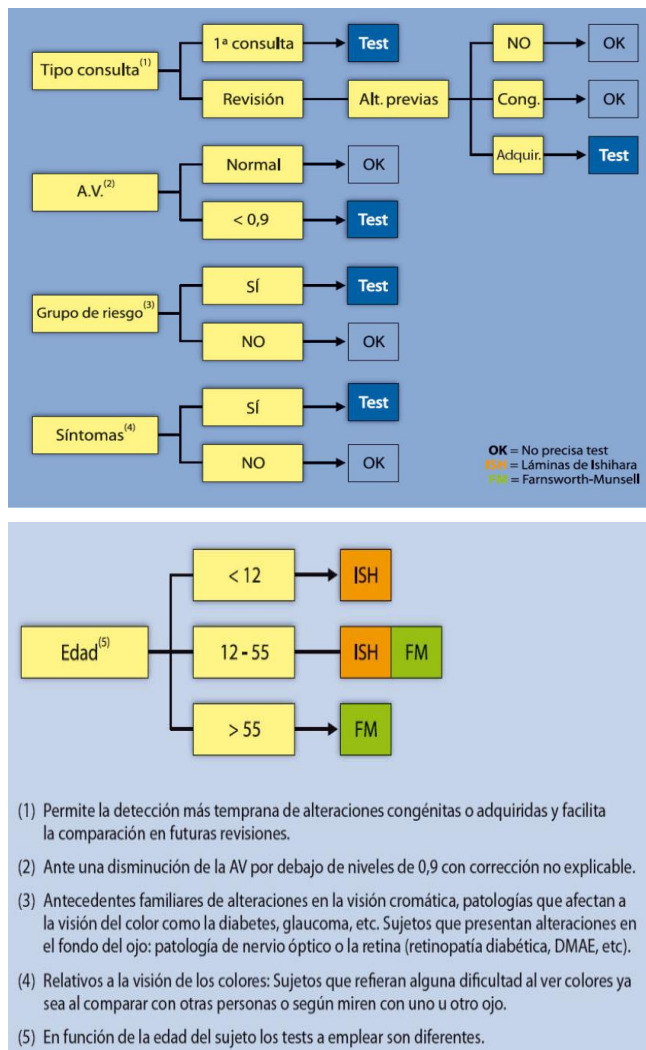 Tipo consulta(1)
1ª consulta
Test
Revisión
Alt. previas
NO
OK
Cong.
OK
Adquir.
Test
A.V.(2)
Normal
OK
< 0,9
Test
Grupo de riesgo(3)
SÍ
Test
NO
OK
Síntomas(4)
SÍ
Test
NO
OK
OK = No precisa test
ISH = Láminas de Ishihara
FM = Farnsworth-Munsell
Edad(5)
< 12
ISH
12 - 55
ISH FM
> 55
FM
(1) Permite la detección más temprana de alteraciones congénitas o adquiridas y facilita
la comparación en futuras revisiones.
(2) Ante una disminución de la AV por debajo de niveles de 0,9 con corrección no explicable.
(3) Antecedentes familiares de alteraciones en la visión cromática, patologías que afectan a
la visión del color como la diabetes, glaucoma, etc. Sujetos que presentan alteraciones en
el fondo del ojo: patología de nervio óptico o la retina (retinopatía diabética, DMAE, etc).
(4) Relativos a la visión de los colores: Sujetos que refieran alguna dificultad al ver colores ya
sea al comparar con otras personas o según miren con uno u otro ojo.
(5) En función de la edad del sujeto los tests a emplear son diferentes.